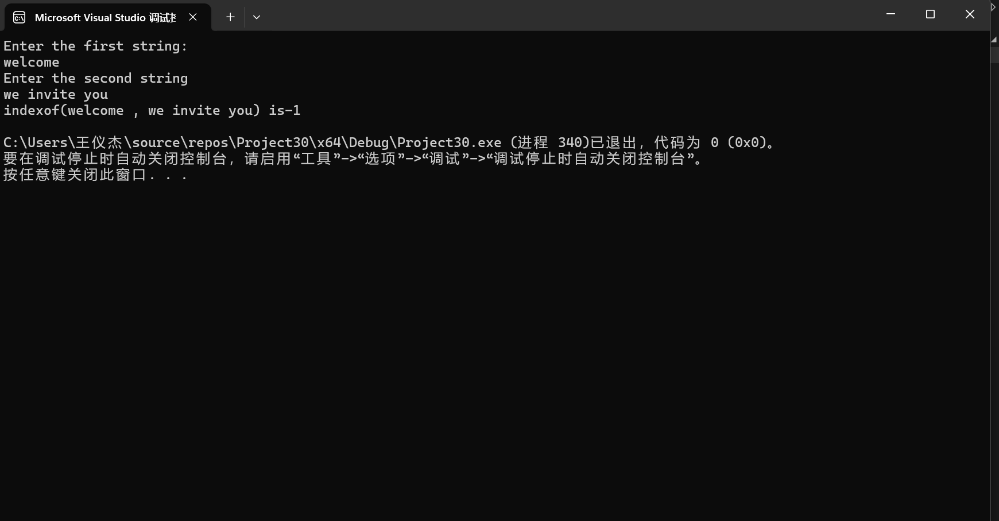 Microsoft Visual Studio 调试
Enter the first string:
welcome
Enter the second string
we invite you
indexof(welcome , we invite you) is-1
C:\Users\王仪杰\source\repos\Project30\x64\Debug\Project30.exe (进程 340)已退出，代码为 0 (0x0)。
要在调试停止时自动关闭控制台，请启用“工具”->“选项”->“调试”->“调试停止时自动关闭控制台”。
按任意键关闭此窗口. . .